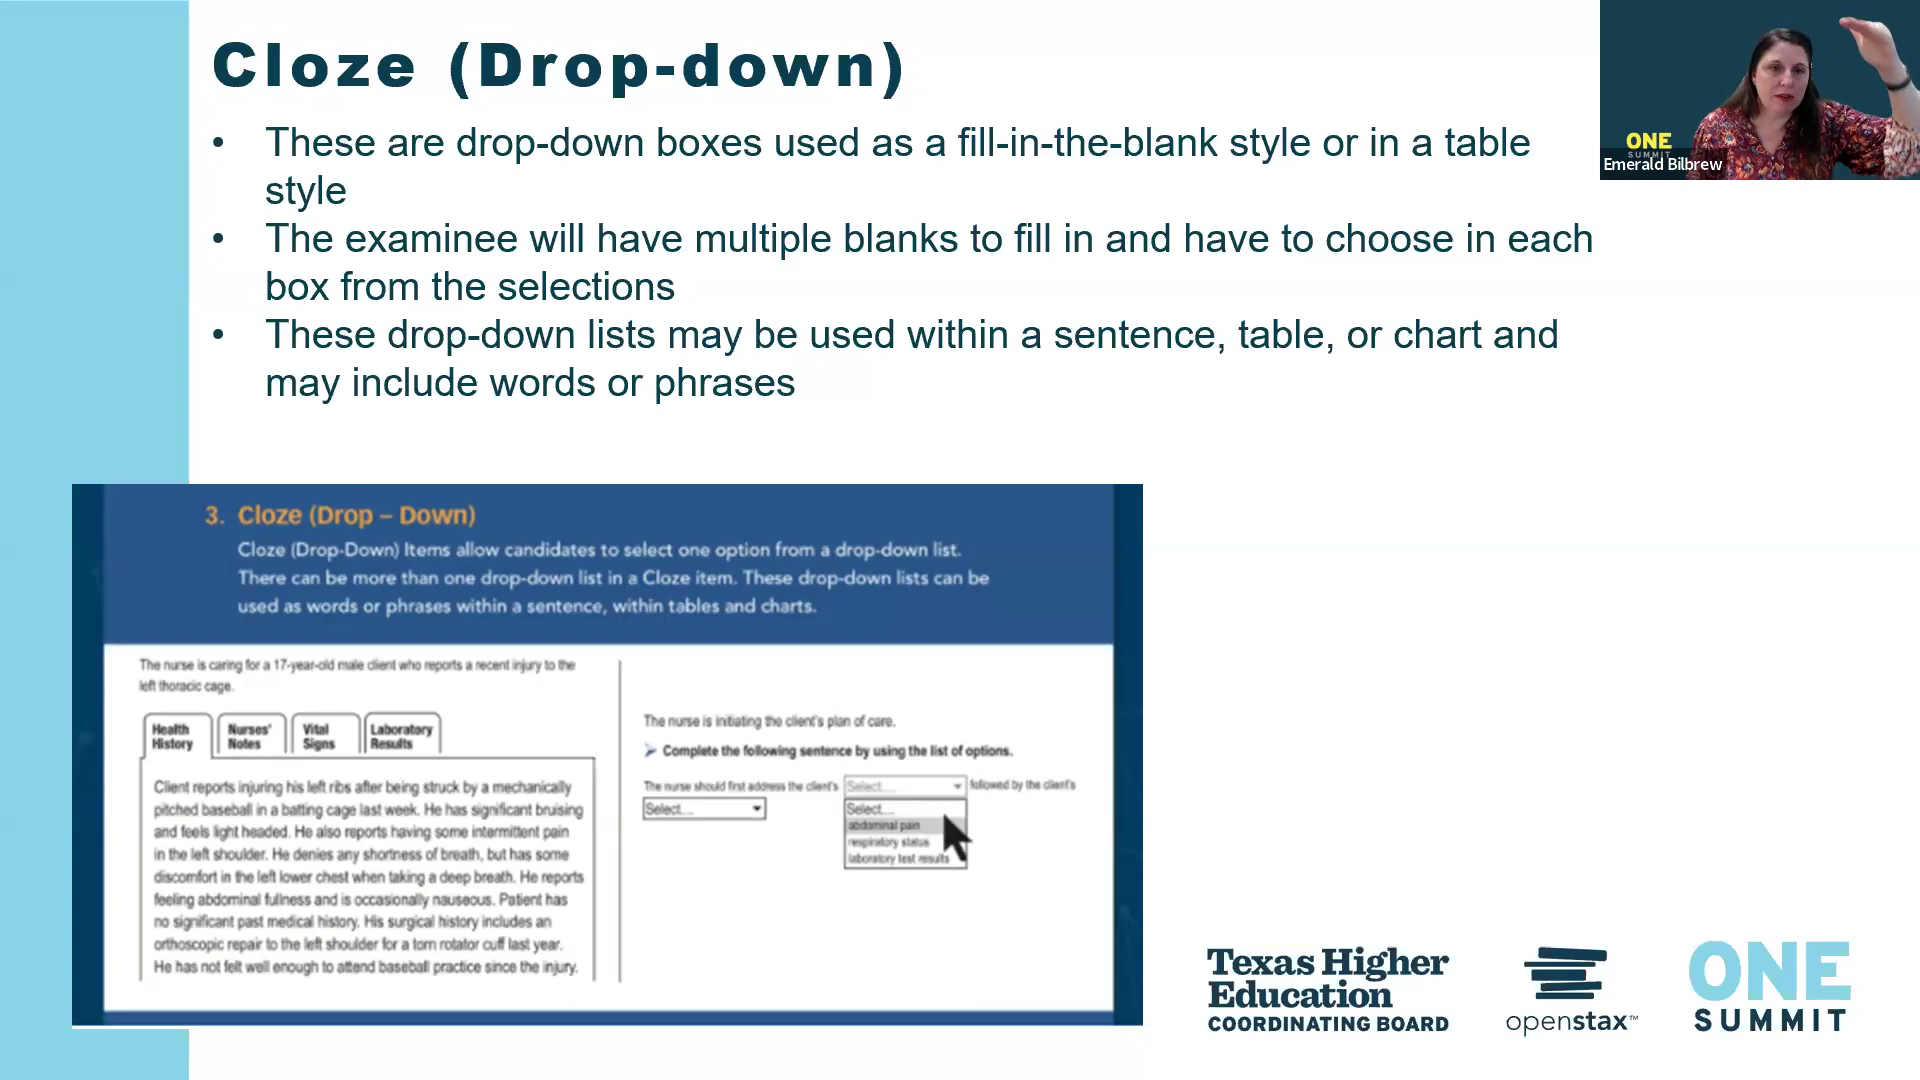 Cloze (Drop-down)
• These are drop-down boxes used as a fill-in-the-blank style or in a table
style
• The examinee will have multiple blanks to fill in and have to choose in each
box from the selections
• These drop-down lists may be used within a sentence, table, or chart and
may include words or phrases
ONE
SUMMIT
Emerald Bilbrew
3. Cloze (Drop – Down)
Cloze (Drop-Down) Items allow candidates to select one option from a drop-down list.
There can be more than one drop-down list in a Cloze item. These drop-down lists can be
used as words or phrases within a sentence, within tables and charts.
The nurse is caring for a 17-year-old male client who reports a recent injury to the
left thoracic cage.
Health
History
Nurses'
Notes
Vital
Signs
Laboratory
Results
Client reports injuring his left ribs after being struck by a mechanically
pitched baseball in a batting cage last week. He has significant bruising
and feels light headed. He also reports having some intermittent pain
in the left shoulder. He denies any shortness of breath, but has some
discomfort in the left lower chest when taking a deep breath. He reports
feeling abdominal fullness and is occasionally nauseous. Patient has
no significant past medical history. His surgical history includes an
orthoscopic repair to the left shoulder for a torn rotator cuff last year.
He has not felt well enough to attend baseball practice since the injury.
The nurse is initiating the client's plan of care.
Complete the following sentence by using the list of options.
The nurse should first address the client's Select... followed by the client's
Select...
Select...
abdominal pain
respiratory status
laboratory test results
Texas Higher
Education
COORDINATING BOARD
openstax™
ONE
SUMMIT